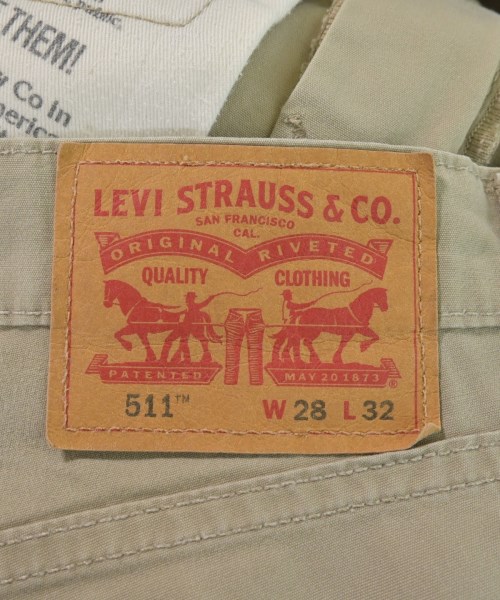 THEM!
Co In
LEVI STRAUSS & CO.
SAN FRANCISCO
CAL.
ORIGINAL RIVETED
QUALITY CLOTHING
PATENTED MAY 20 1873 ®
511™ W 28 L 32